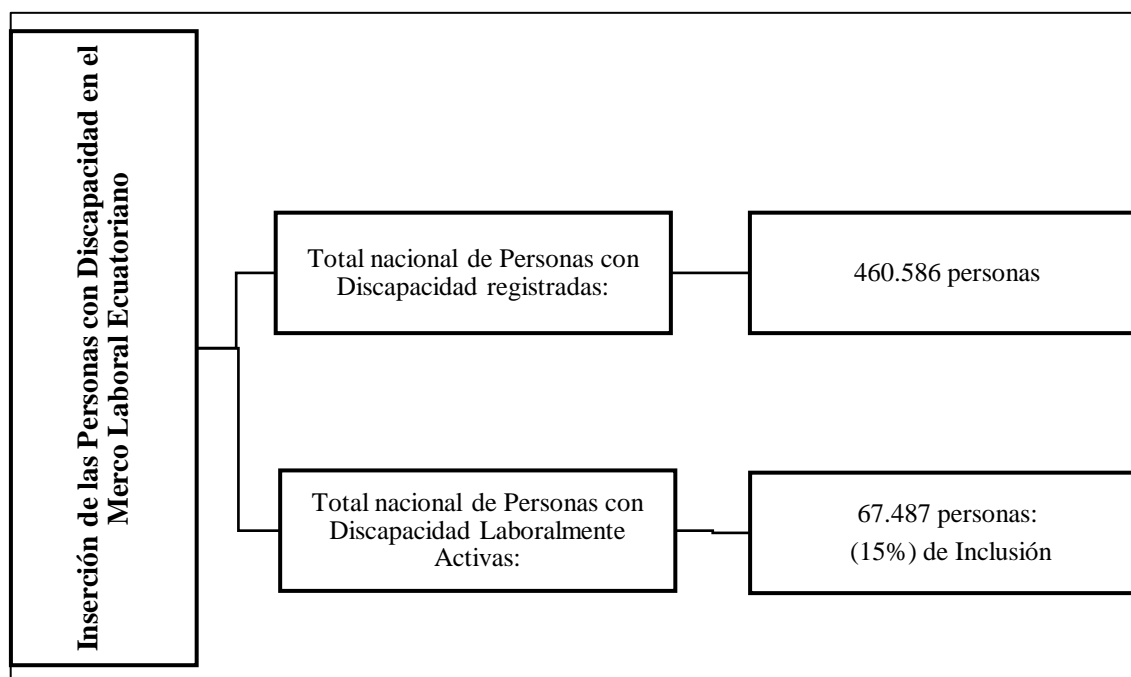 Inserción de las Personas con Discapacidad en el
Merco Laboral Ecuatoriano
Total nacional de Personas con
Discapacidad registradas:
460.586 personas
Total nacional de Personas con
Discapacidad Laboralmente
Activas:
67.487 personas:
(15%) de Inclusión